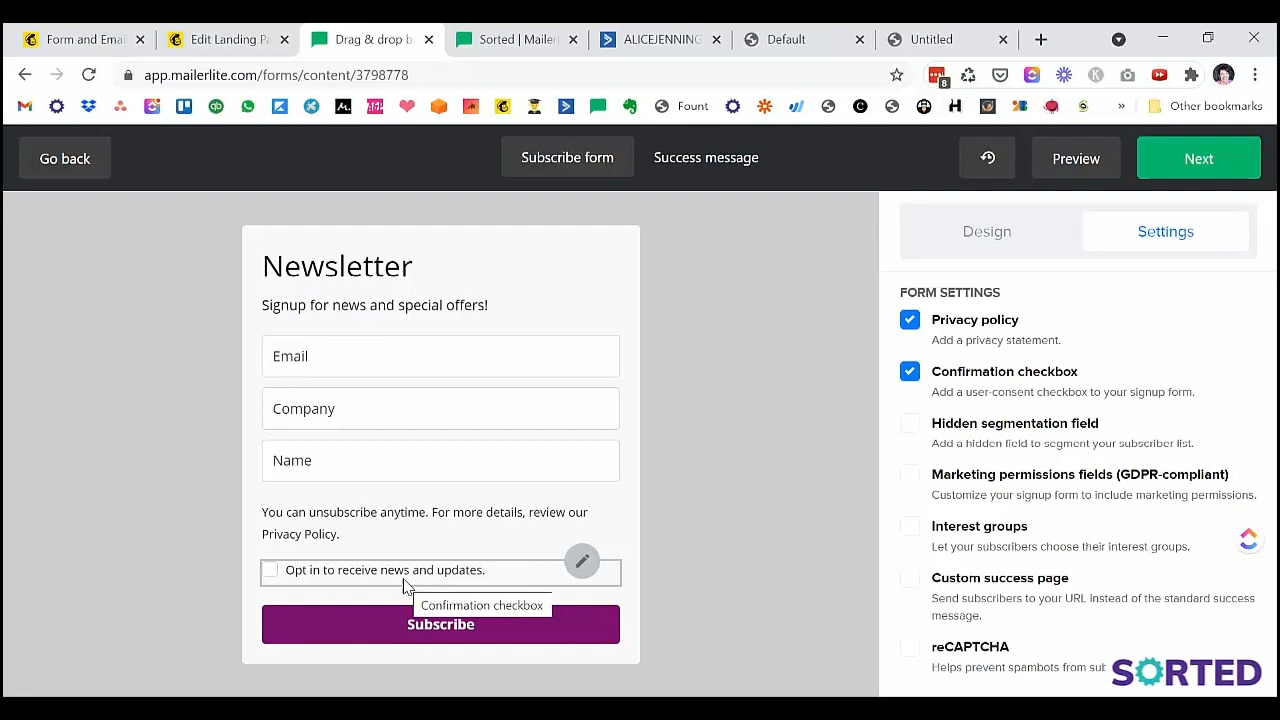 Form and Emai
Edit Landing Pa
Drag & drop b
Sorted | Mailer
ALICEJENNING
Default
Untitled
app.mailerlite.com/forms/content/3798778
8
Fount
»
Other bookmarks
Go back
Subscribe form
Success message
Preview
Next
Design
Settings
Newsletter
Signup for news and special offers!
Email
Company
Name
You can unsubscribe anytime. For more details, review our
Privacy Policy.
Opt in to receive news and updates.
Confirmation checkbox
Subscribe
FORM SETTINGS
Privacy policy
Add a privacy statement.
Confirmation checkbox
Add a user-consent checkbox to your signup form.
Hidden segmentation field
Add a hidden field to segment your subscriber list.
Marketing permissions fields (GDPR-compliant)
Customize your signup form to include marketing permissions.
Interest groups
Let your subscribers choose their interest groups.
Custom success page
Send subscribers to your URL instead of the standard success
message.
reCAPTCHA
Helps prevent spambots from sub
SORTED